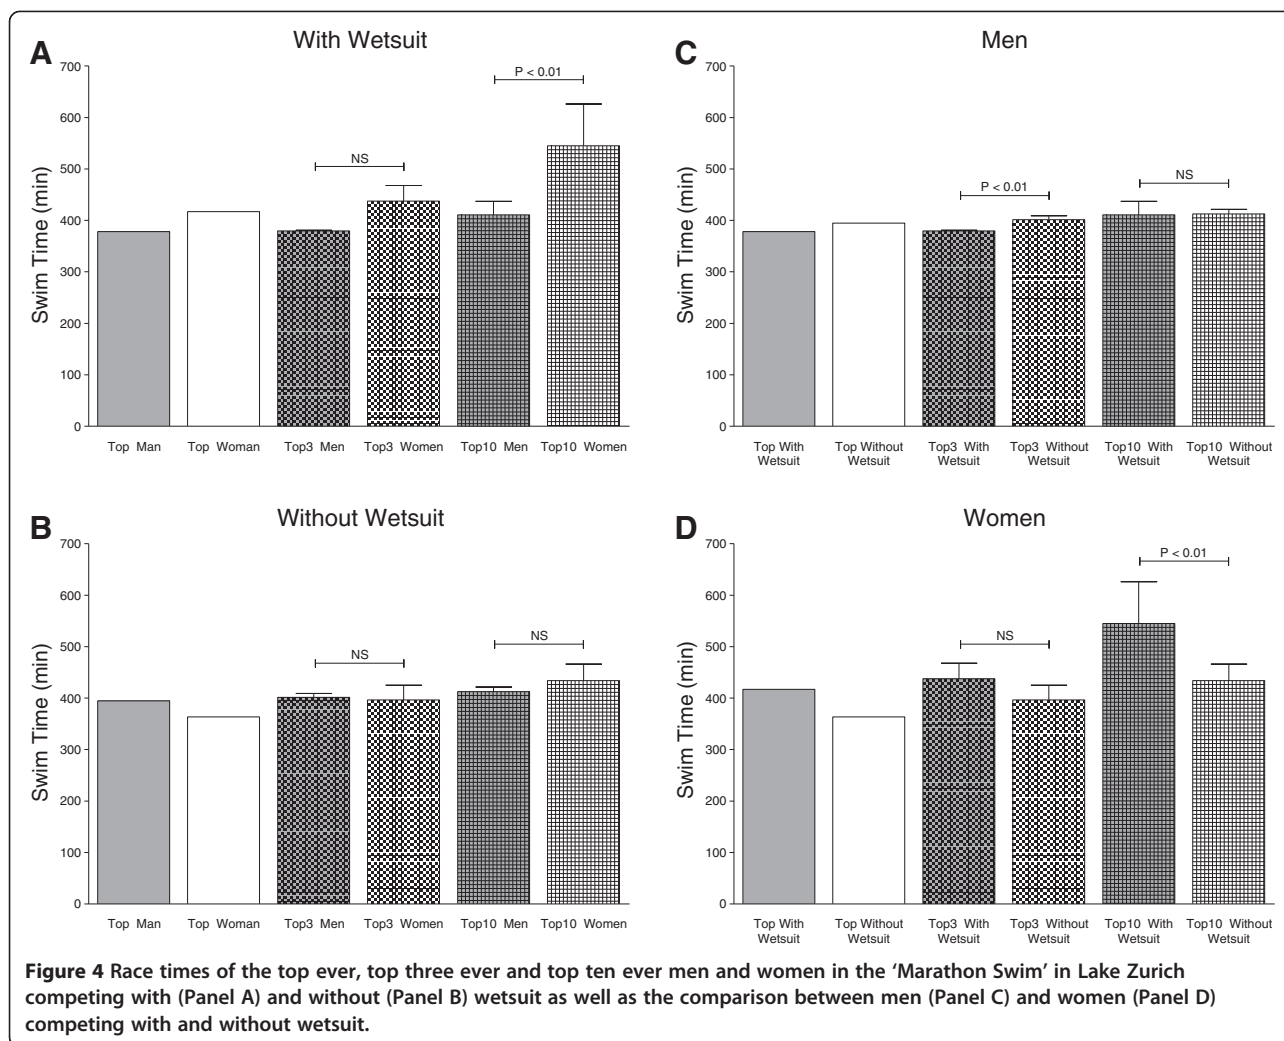 A
With Wetsuit
Swim Time (min)
700
600
500
400
300
200
100
0
NS
P < 0.01
Top Man
Top Woman
Top3 Men
Top3 Women
Top10 Men
Top10 Women
C
Men
Swim Time (min)
700
600
500
400
300
200
100
0
P < 0.01
NS
Top With
Wetsuit
Top Without
Wetsuit
Top3 With
Wetsuit
Top3 Without
Wetsuit
Top10 With
Wetsuit
Top10 Without
Wetsuit
B
Without Wetsuit
Swim Time (min)
700
600
500
400
300
200
100
0
NS
NS
Top Man
Top Woman
Top3 Men
Top3 Women
Top10 Men
Top10 Women
D
Women
Swim Time (min)
700
600
500
400
300
200
100
0
NS
P < 0.01
Top With
Wetsuit
Top Without
Wetsuit
Top3 With
Wetsuit
Top3 Without
Wetsuit
Top10 With
Wetsuit
Top10 Without
Wetsuit
Figure 4 Race times of the top ever, top three ever and top ten ever men and women in the ‘Marathon Swim’ in Lake Zurich
competing with (Panel A) and without (Panel B) wetsuit as well as the comparison between men (Panel C) and women (Panel D)
competing with and without wetsuit.